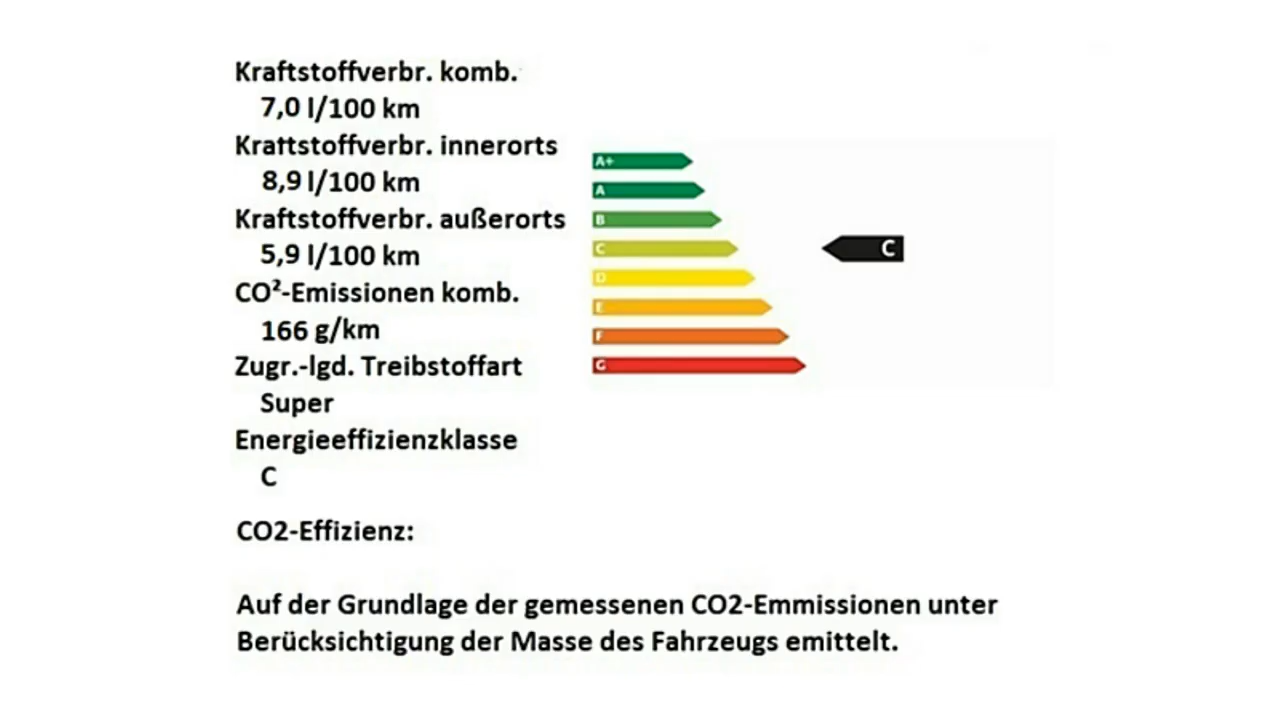 Kraftstoffverbr. komb.
7,0 l/100 km
Krattstoffverbr. innerorts
8,9 l/100 km
Kraftstoffverbr. außerorts
5,9 l/100 km
CO²-Emissionen komb.
166 g/km
Zugr.-lgd. Treibstoffart
Super
Energieeffizienzklasse
C
A+
A
B
C
C
D
E
F
G
CO2-Effizienz:
Auf der Grundlage der gemessenen CO2-Emmissionen unter
Berücksichtigung der Masse des Fahrzeugs emittelt.